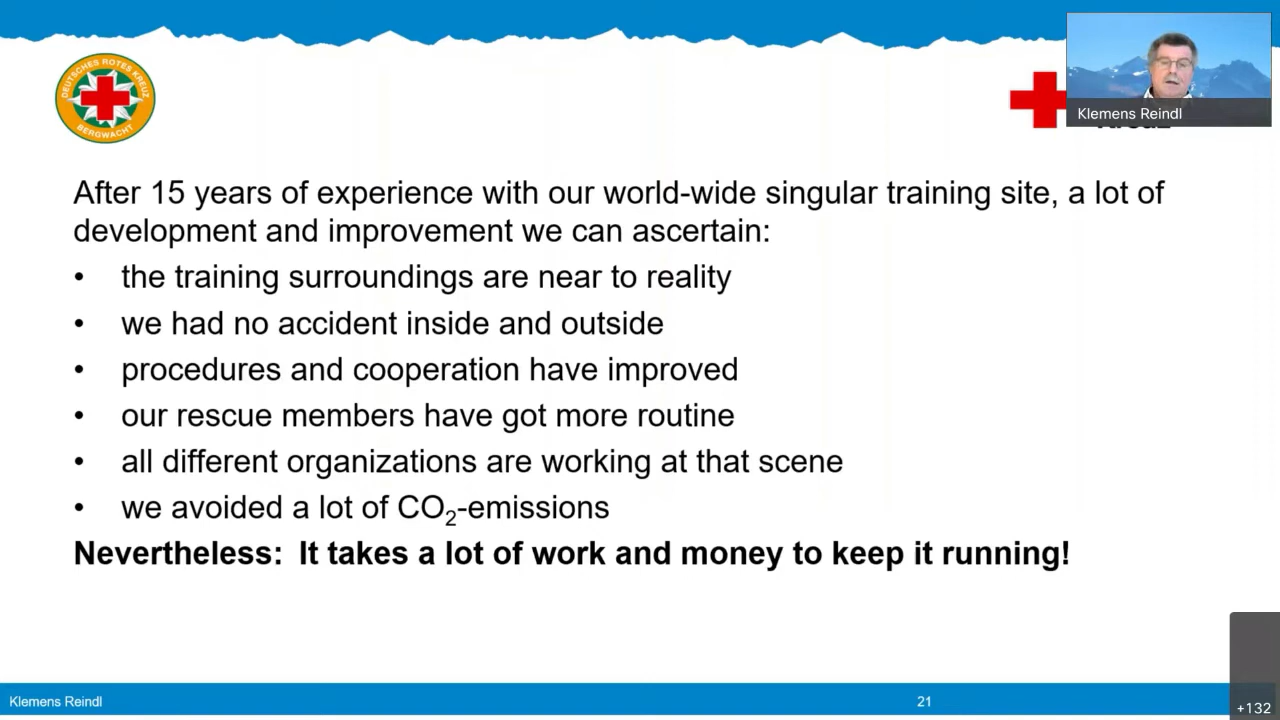 DEUTSCHES ROTES KREUZ
BERGWACHT
Klemens Reindl
After 15 years of experience with our world-wide singular training site, a lot of
development and improvement we can ascertain:
• the training surroundings are near to reality
• we had no accident inside and outside
• procedures and cooperation have improved
• our rescue members have got more routine
• all different organizations are working at that scene
• we avoided a lot of CO₂-emissions
Nevertheless: It takes a lot of work and money to keep it running!
Klemens Reindl
21
+132